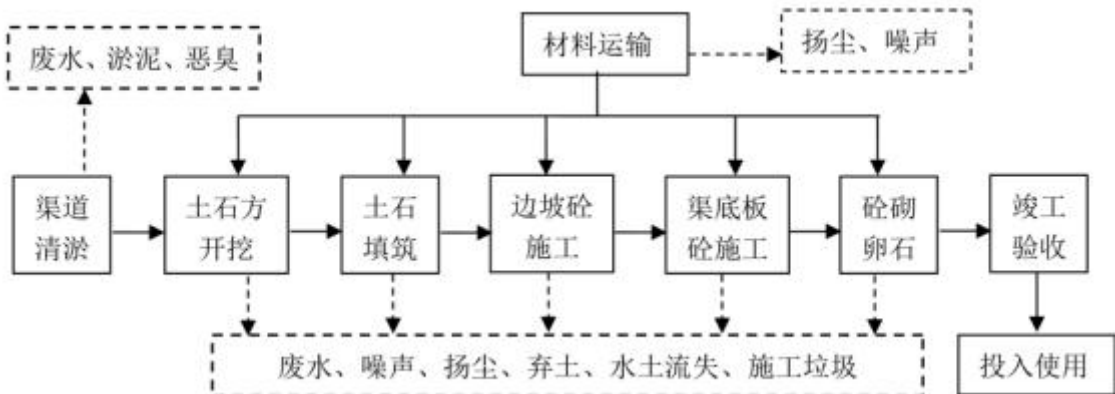 材料运输
扬尘、噪声
废水、淤泥、恶臭
渠道
清淤
土石方
开挖
土石
填筑
边坡砼
施工
渠底板
砼施工
砼砌
卵石
竣工
验收
废水、噪声、扬尘、弃土、水土流失、施工垃圾
投入使用